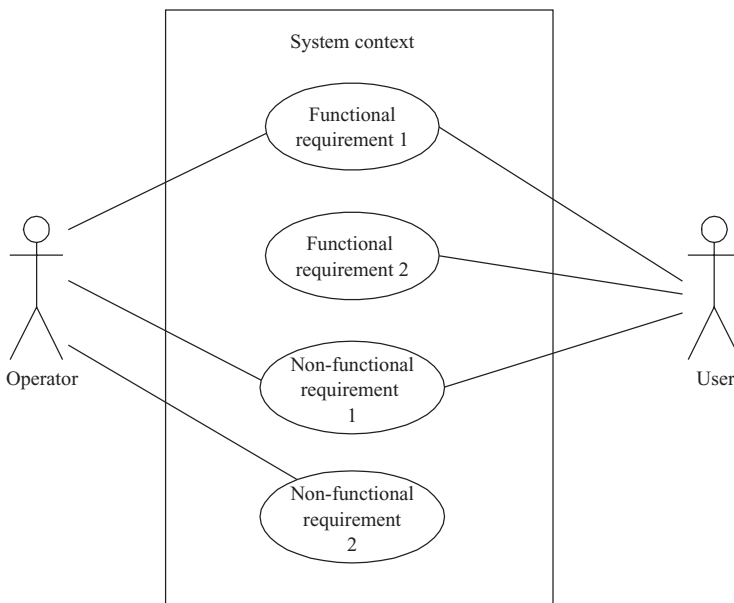 System context
Functional
requirement 1
Functional
requirement 2
Non-functional
requirement
1
Operator
User
Non-functional
requirement
2